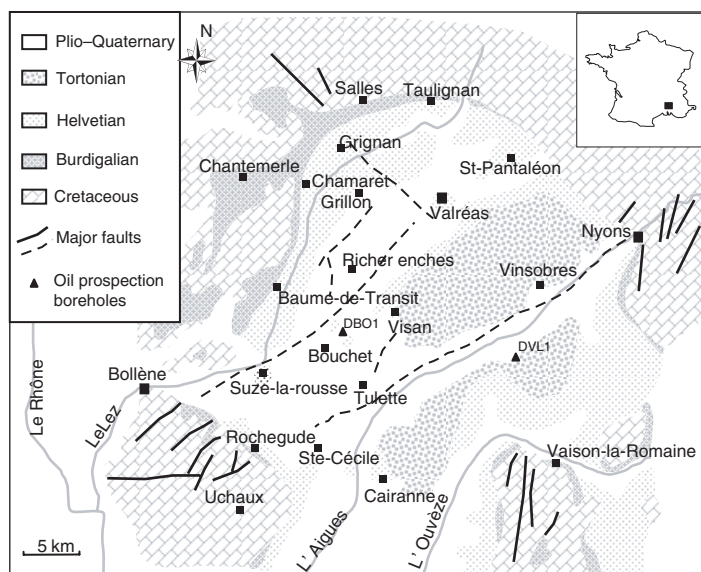 Plio–Quaternary
Tortonian
Helvetian
Burdigalian
Cretaceous
Major faults
Oil prospection
boreholes
N
Salles
Taulignan
Grignan
St-Pantaléon
Chantemerle
Chamaret
Grillon
Valréas
Nyons
Richer enches
Vinsobres
Baume-de-Transit
DBO1
Visan
DVL1
Bouchet
Bollène
Suze-la-rousse
Tulette
Le Rhône
LeLez
Rochegude
Ste-Cécile
Vaison-la-Romaine
Uchaux
Cairanne
L' Aigues
L' Ouvèze
5 km